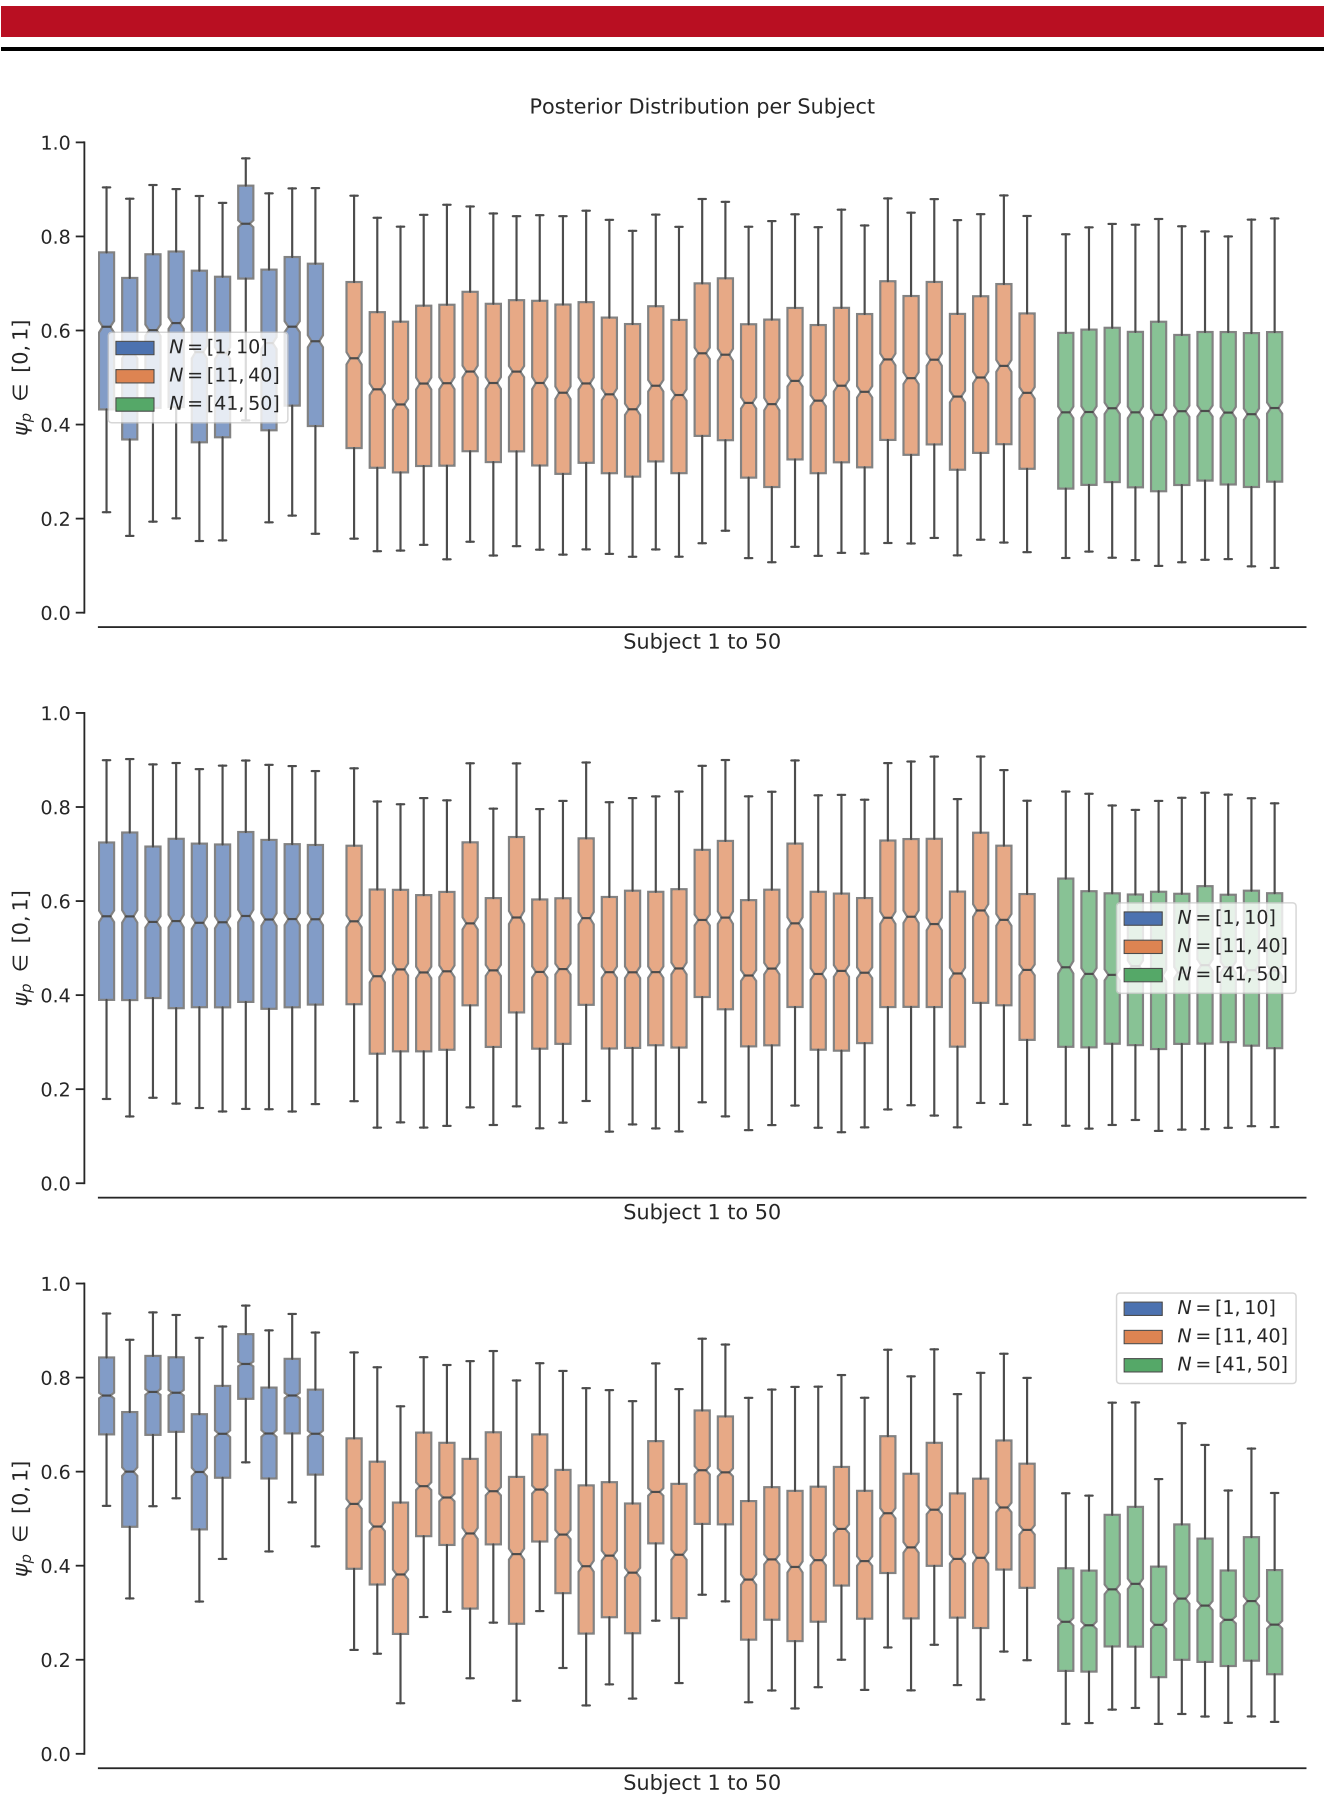 Posterior Distribution per Subject
1.0
0.8
0.6
0.4
0.2
0.0
ψp ∈ [0, 1]
N = [1, 10]
N = [11, 40]
N = [41, 50]
Subject 1 to 50
1.0
0.8
0.6
0.4
0.2
0.0
ψp ∈ [0, 1]
N = [1, 10]
N = [11, 40]
N = [41, 50]
Subject 1 to 50
1.0
0.8
0.6
0.4
0.2
0.0
ψp ∈ [0, 1]
N = [1, 10]
N = [11, 40]
N = [41, 50]
Subject 1 to 50